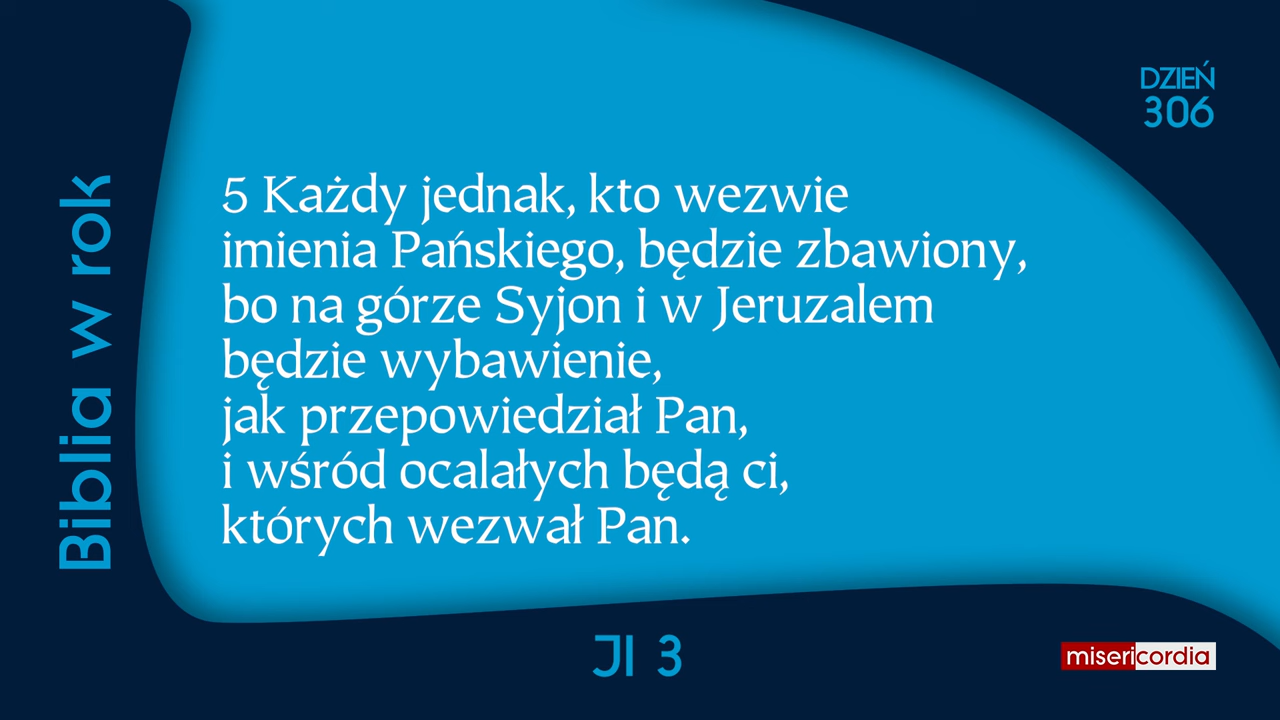 DZIEŃ
306
Biblia w rok
5 Każdy jednak, kto wezwie
imienia Pańskiego, będzie zbawiony,
bo na górze Syjon i w Jeruzalem
będzie wybawienie,
jak przepowiedział Pan,
i wśród ocalałych będą ci,
których wezwał Pan.
Jl 3
misericordia